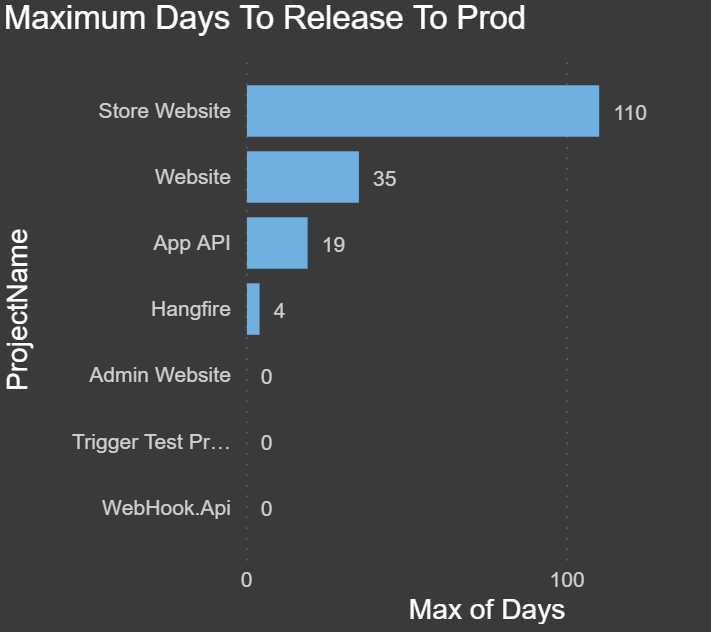 Maximum Days To Release To Prod
ProjectName
Store Website 110
Website 35
App API 19
Hangfire 4
Admin Website 0
Trigger Test Pr... 0
WebHook.Api 0
0 100
Max of Days